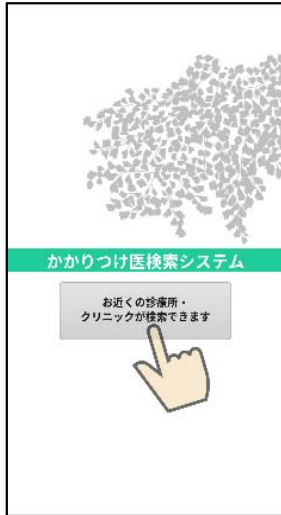 かかりつけ医検索システム
お近くの診療所・
クリニックが検索できます